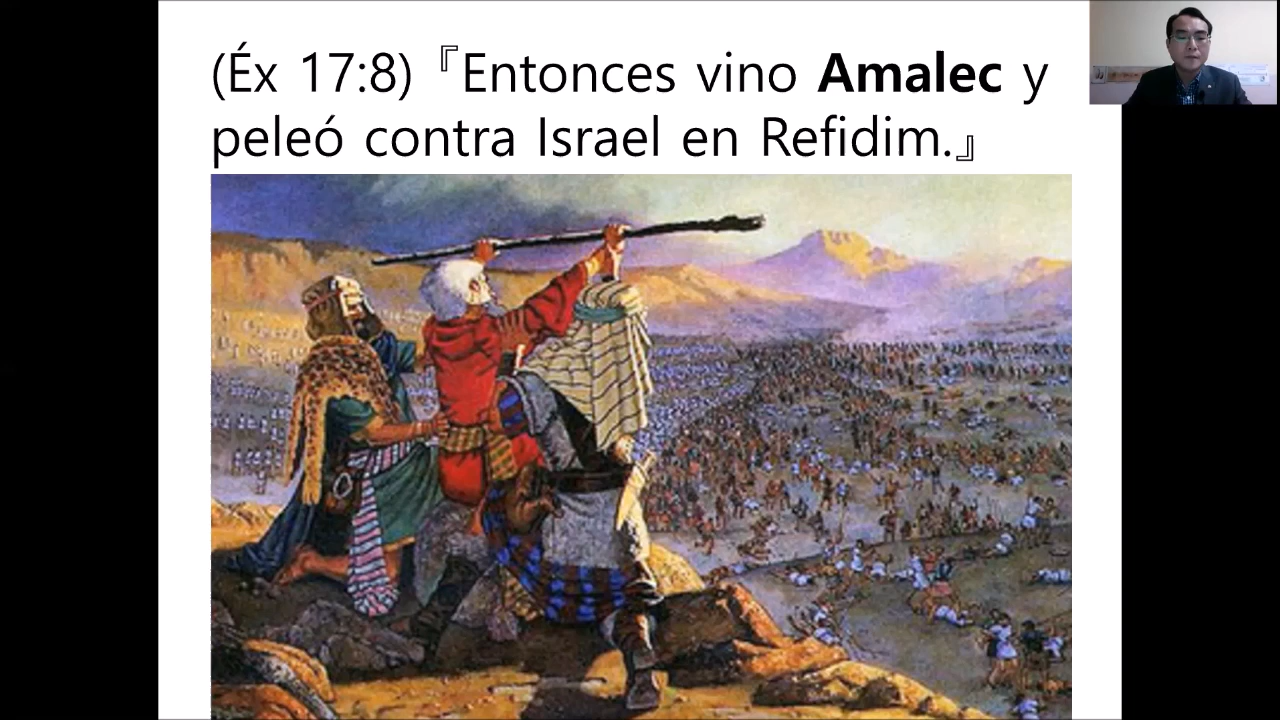 (Éx 17:8)『Entonces vino Amalec y
peleó contra Israel en Refidim.』